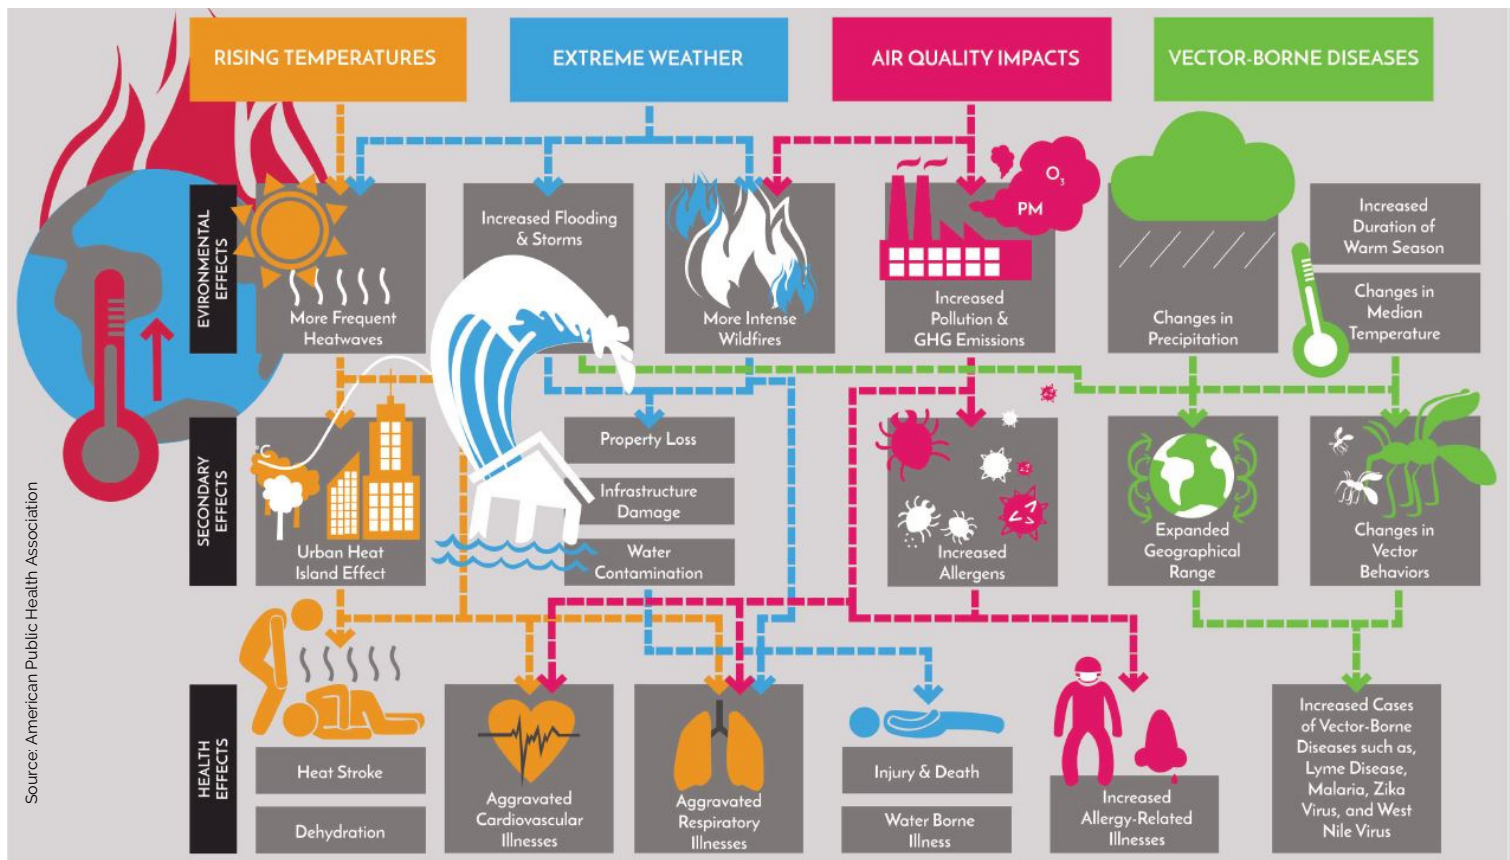 RISING TEMPERATURES
EXTREME WEATHER
AIR QUALITY IMPACTS
VECTOR-BORNE DISEASES
EVIRONMENTAL
EFFECTS
More Frequent
Heatwaves
Increased Flooding
& Storms
More Intense
Wildfires
O3
PM
Increased
Pollution &
GHG Emissions
Changes in
Precipitation
Increased
Duration of
Warm Season
Changes in
Median
Temperature
SECONDARY
EFFECTS
°C
Urban Heat
Island Effect
Property Loss
Infrastructure
Damage
Water
Contamination
Increased
Allergens
Expanded
Geographical
Range
Changes in
Vector
Behaviors
HEALTH
EFFECTS
Heat Stroke
Dehydration
Aggravated
Cardiovascular
Illnesses
Aggravated
Respiratory
Illnesses
Injury & Death
Water Borne
Illness
Increased
Allergy-Related
Illnesses
Increased Cases
of Vector-Borne
Diseases such as,
Lyme Disease,
Malaria, Zika
Virus, and West
Nile Virus
Source: American Public Health Association